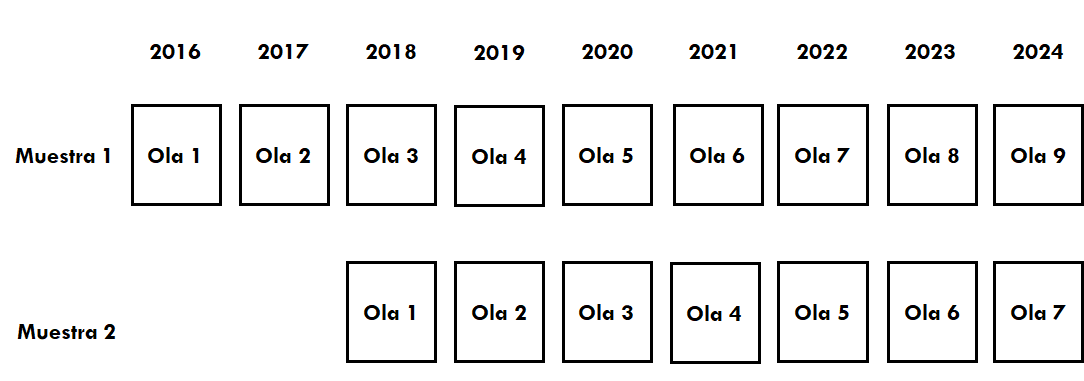 2016 2017 2018 2019 2020 2021 2022 2023 2024
Muestra 1 Ola 1 Ola 2 Ola 3 Ola 4 Ola 5 Ola 6 Ola 7 Ola 8 Ola 9
Muestra 2 Ola 1 Ola 2 Ola 3 Ola 4 Ola 5 Ola 6 Ola 7